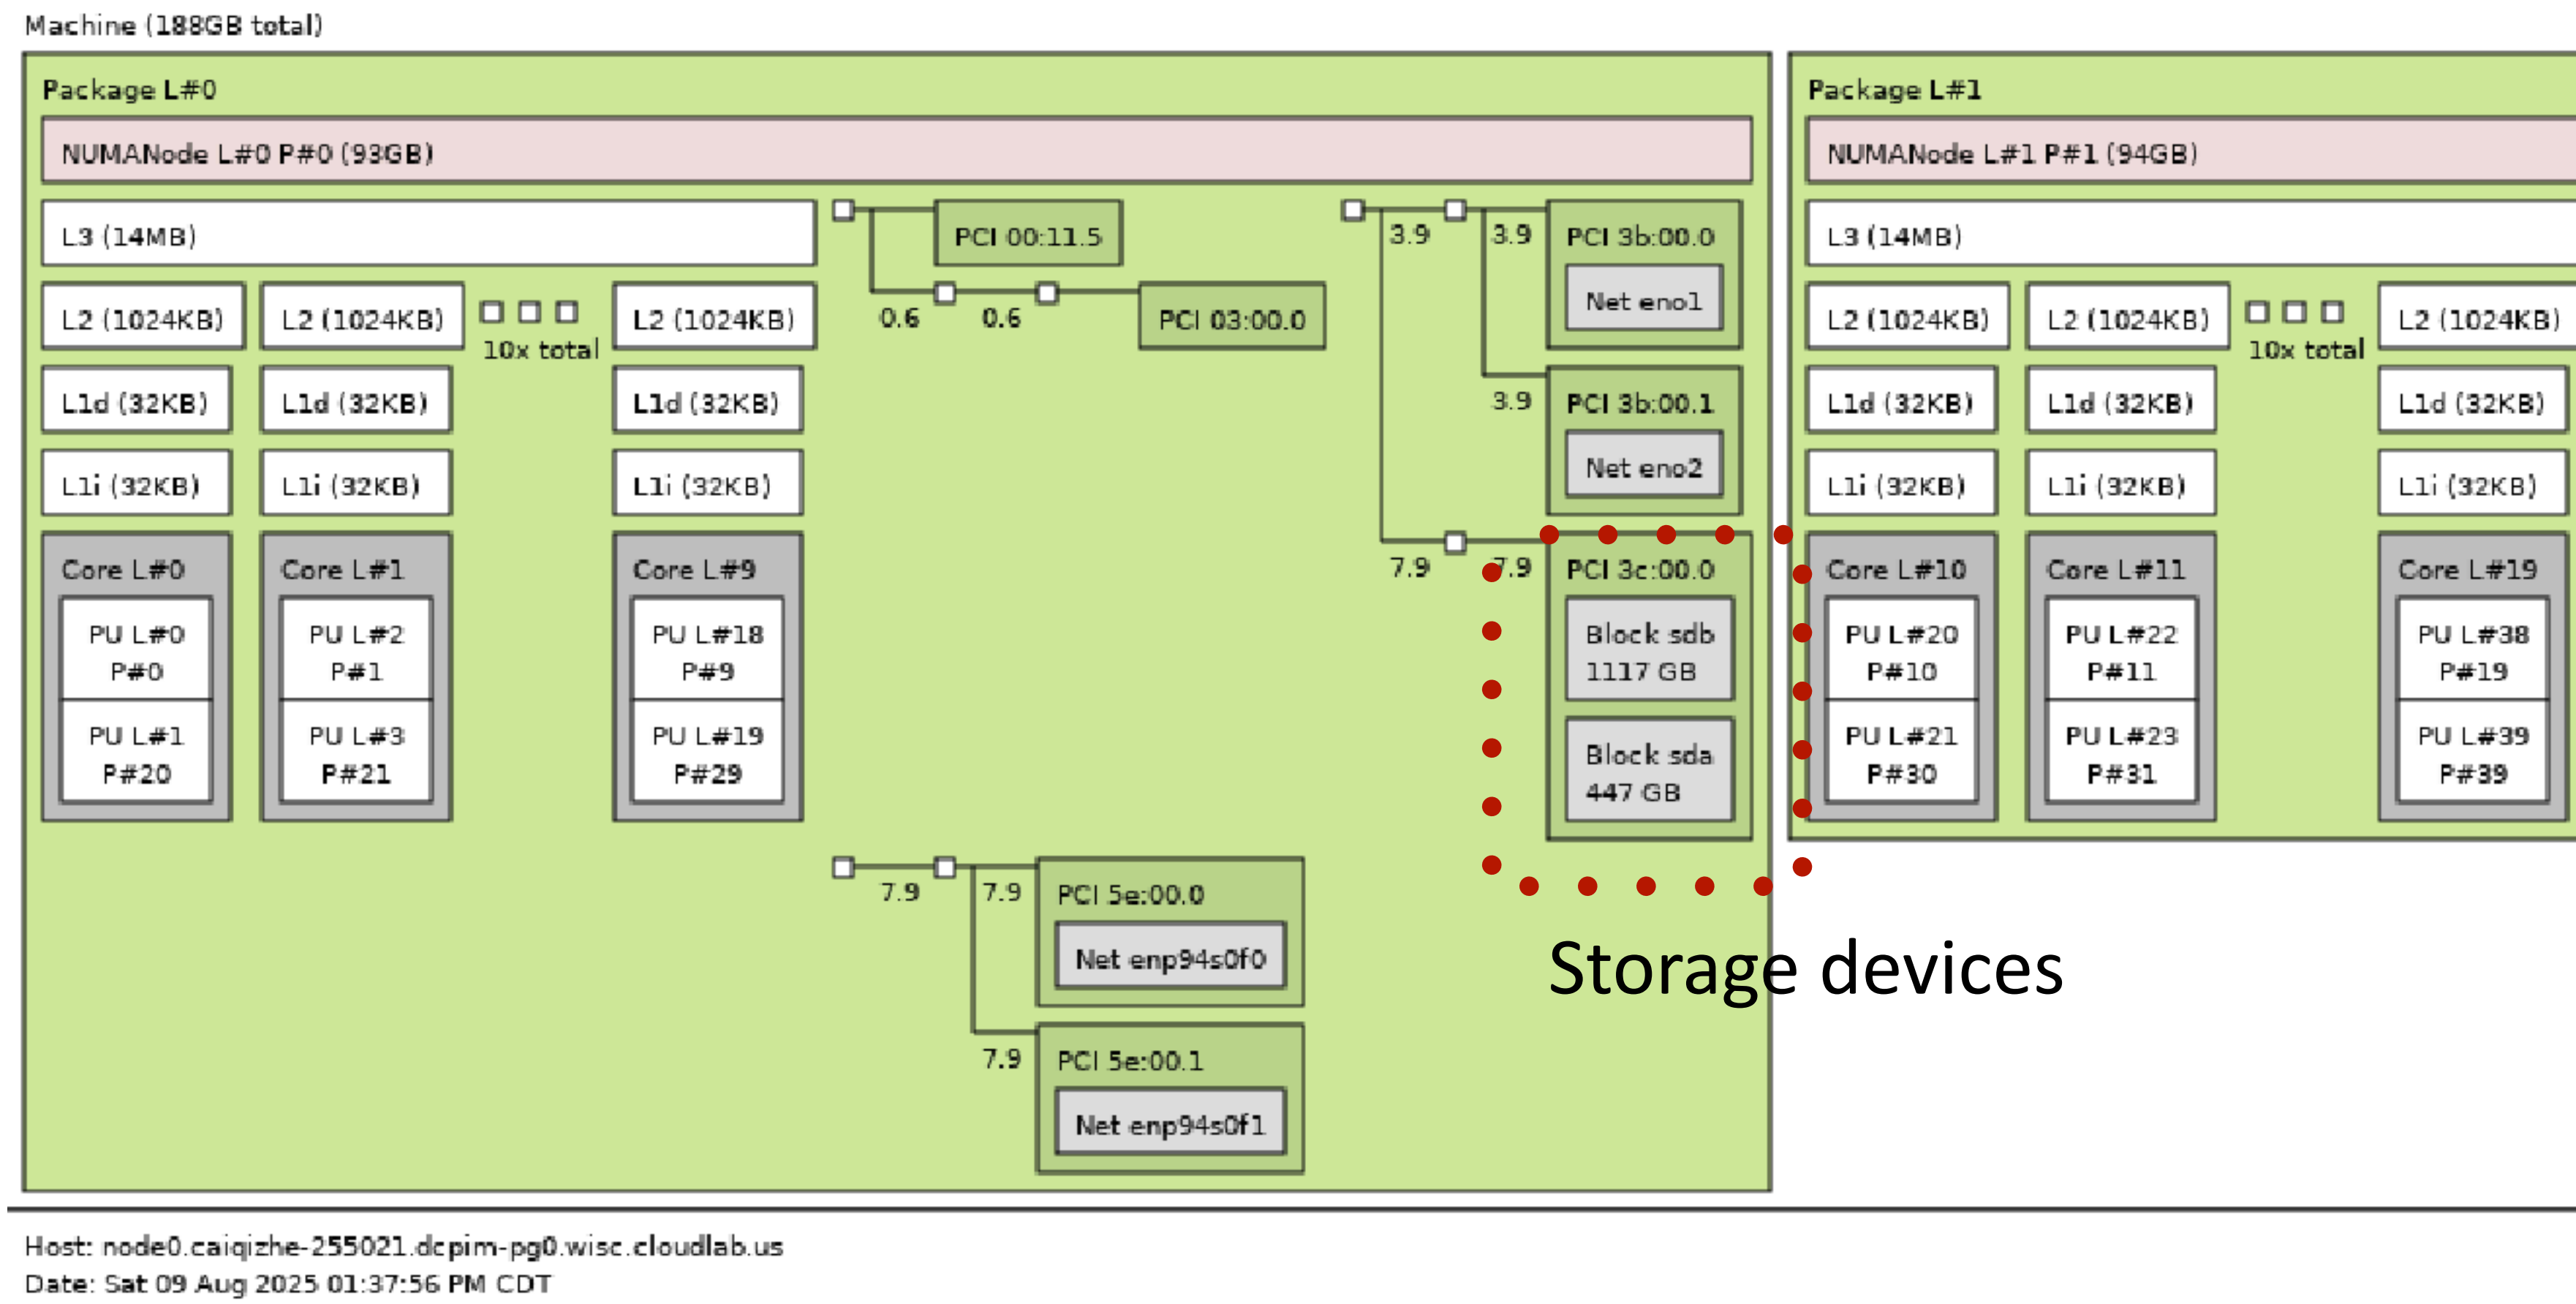 Machine (188GB total)
Package L#0
NUMANode L#0 P#0 (93GB)
L3 (14MB)
L2 (1024KB) L2 (1024KB) 10x total L2 (1024KB)
L1d (32KB) L1d (32KB) L1d (32KB)
L1i (32KB) L1i (32KB) L1i (32KB)
Core L#0 Core L#1 Core L#9
PU L#0 PU L#2 PU L#18
P#0 P#1 P#9
PU L#1 PU L#3 PU L#19
P#20 P#21 P#29
PCI 00:11.5
0.6 0.6 PCI 03:00.0
3.9 3.9 PCI 3b:00.0
Net eno1
3.9 PCI 3b:00.1
Net eno2
7.9 7.9 PCI 3c:00.0
Block sdb
1117 GB
Block sda
447 GB
7.9 7.9 PCI 5e:00.0
Net enp94s0f0
7.9 PCI 5e:00.1
Net enp94s0f1
Storage devices
Package L#1
NUMANode L#1 P#1 (94GB)
L3 (14MB)
L2 (1024KB) L2 (1024KB) 10x total L2 (1024KB)
L1d (32KB) L1d (32KB) L1d (32KB)
L1i (32KB) L1i (32KB) L1i (32KB)
Core L#10 Core L#11 Core L#19
PU L#20 PU L#22 PU L#38
P#10 P#11 P#19
PU L#21 PU L#23 PU L#39
P#30 P#31 P#39
Host: node0.caiqizhe-255021.dcpim-pg0.wisc.cloudlab.us
Date: Sat 09 Aug 2025 01:37:56 PM CDT